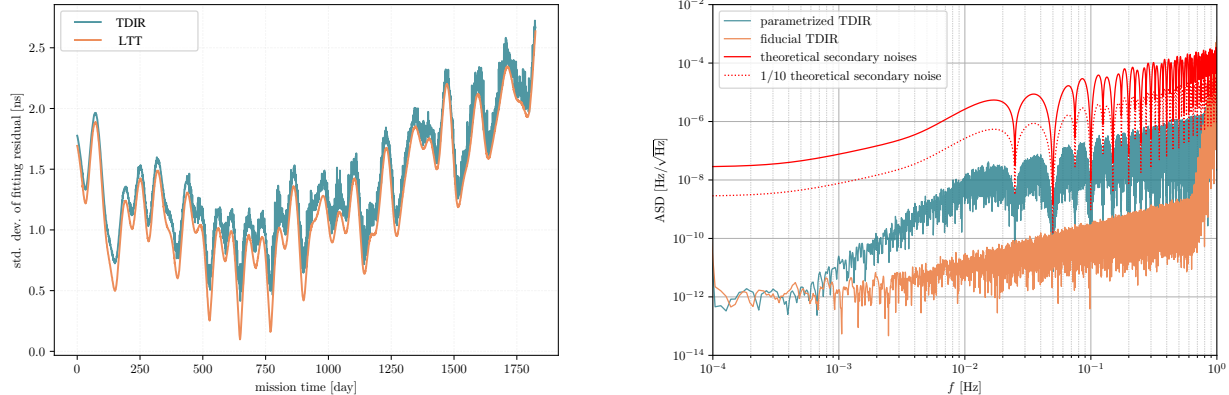 TDIR
LTT
2.5
2.0
1.5
1.0
0.5
0.0
std. dev. of fitting residual [ns]
0
250
500
750
1000
1250
1500
1750
mission time [day]
parametrized TDIR
fiducial TDIR
theoretical secondary noises
1/10 theoretical secondary noise
10⁻²
10⁻⁴
10⁻⁶
10⁻⁸
10⁻¹⁰
10⁻¹²
10⁻¹⁴
ASD [Hz/√Hz]
10⁻⁴
10⁻³
10⁻²
10⁻¹
10⁰
f [Hz]